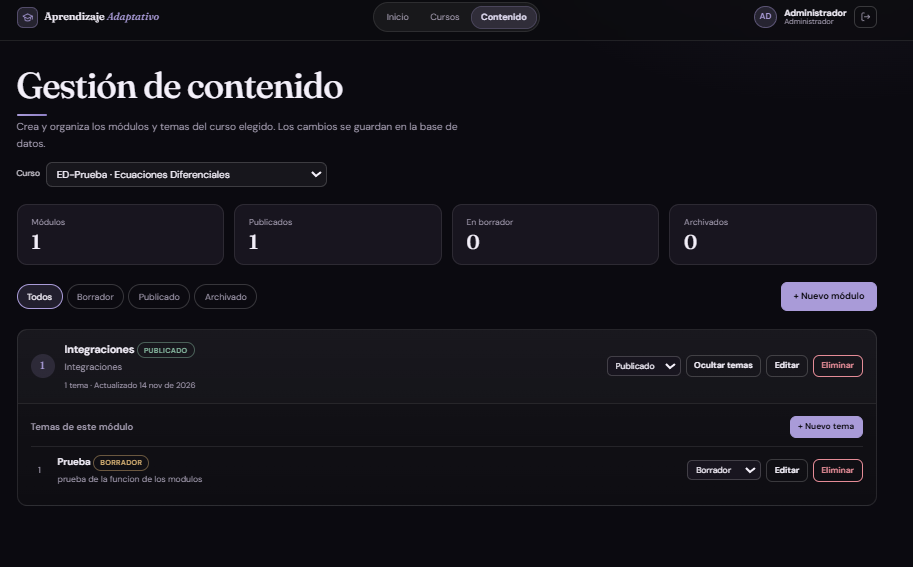 Aprendizaje Adaptativo
Inicio
Cursos
Contenido
AD
Administrador
Administrador
Gestión de contenido
Crea y organiza los módulos y temas del curso elegido. Los cambios se guardan en la base de
datos.
Curso
ED-Prueba · Ecuaciones Diferenciales
Módulos
1
Publicados
1
En borrador
0
Archivados
0
Todos
Borrador
Publicado
Archivado
+ Nuevo módulo
1
Integraciones PUBLICADO
Integraciones
1 tema · Actualizado 14 nov de 2026
Publicado
Ocultar temas
Editar
Eliminar
Temas de este módulo
+ Nuevo tema
1
Prueba BORRADOR
prueba de la funcion de los modulos
Borrador
Editar
Eliminar